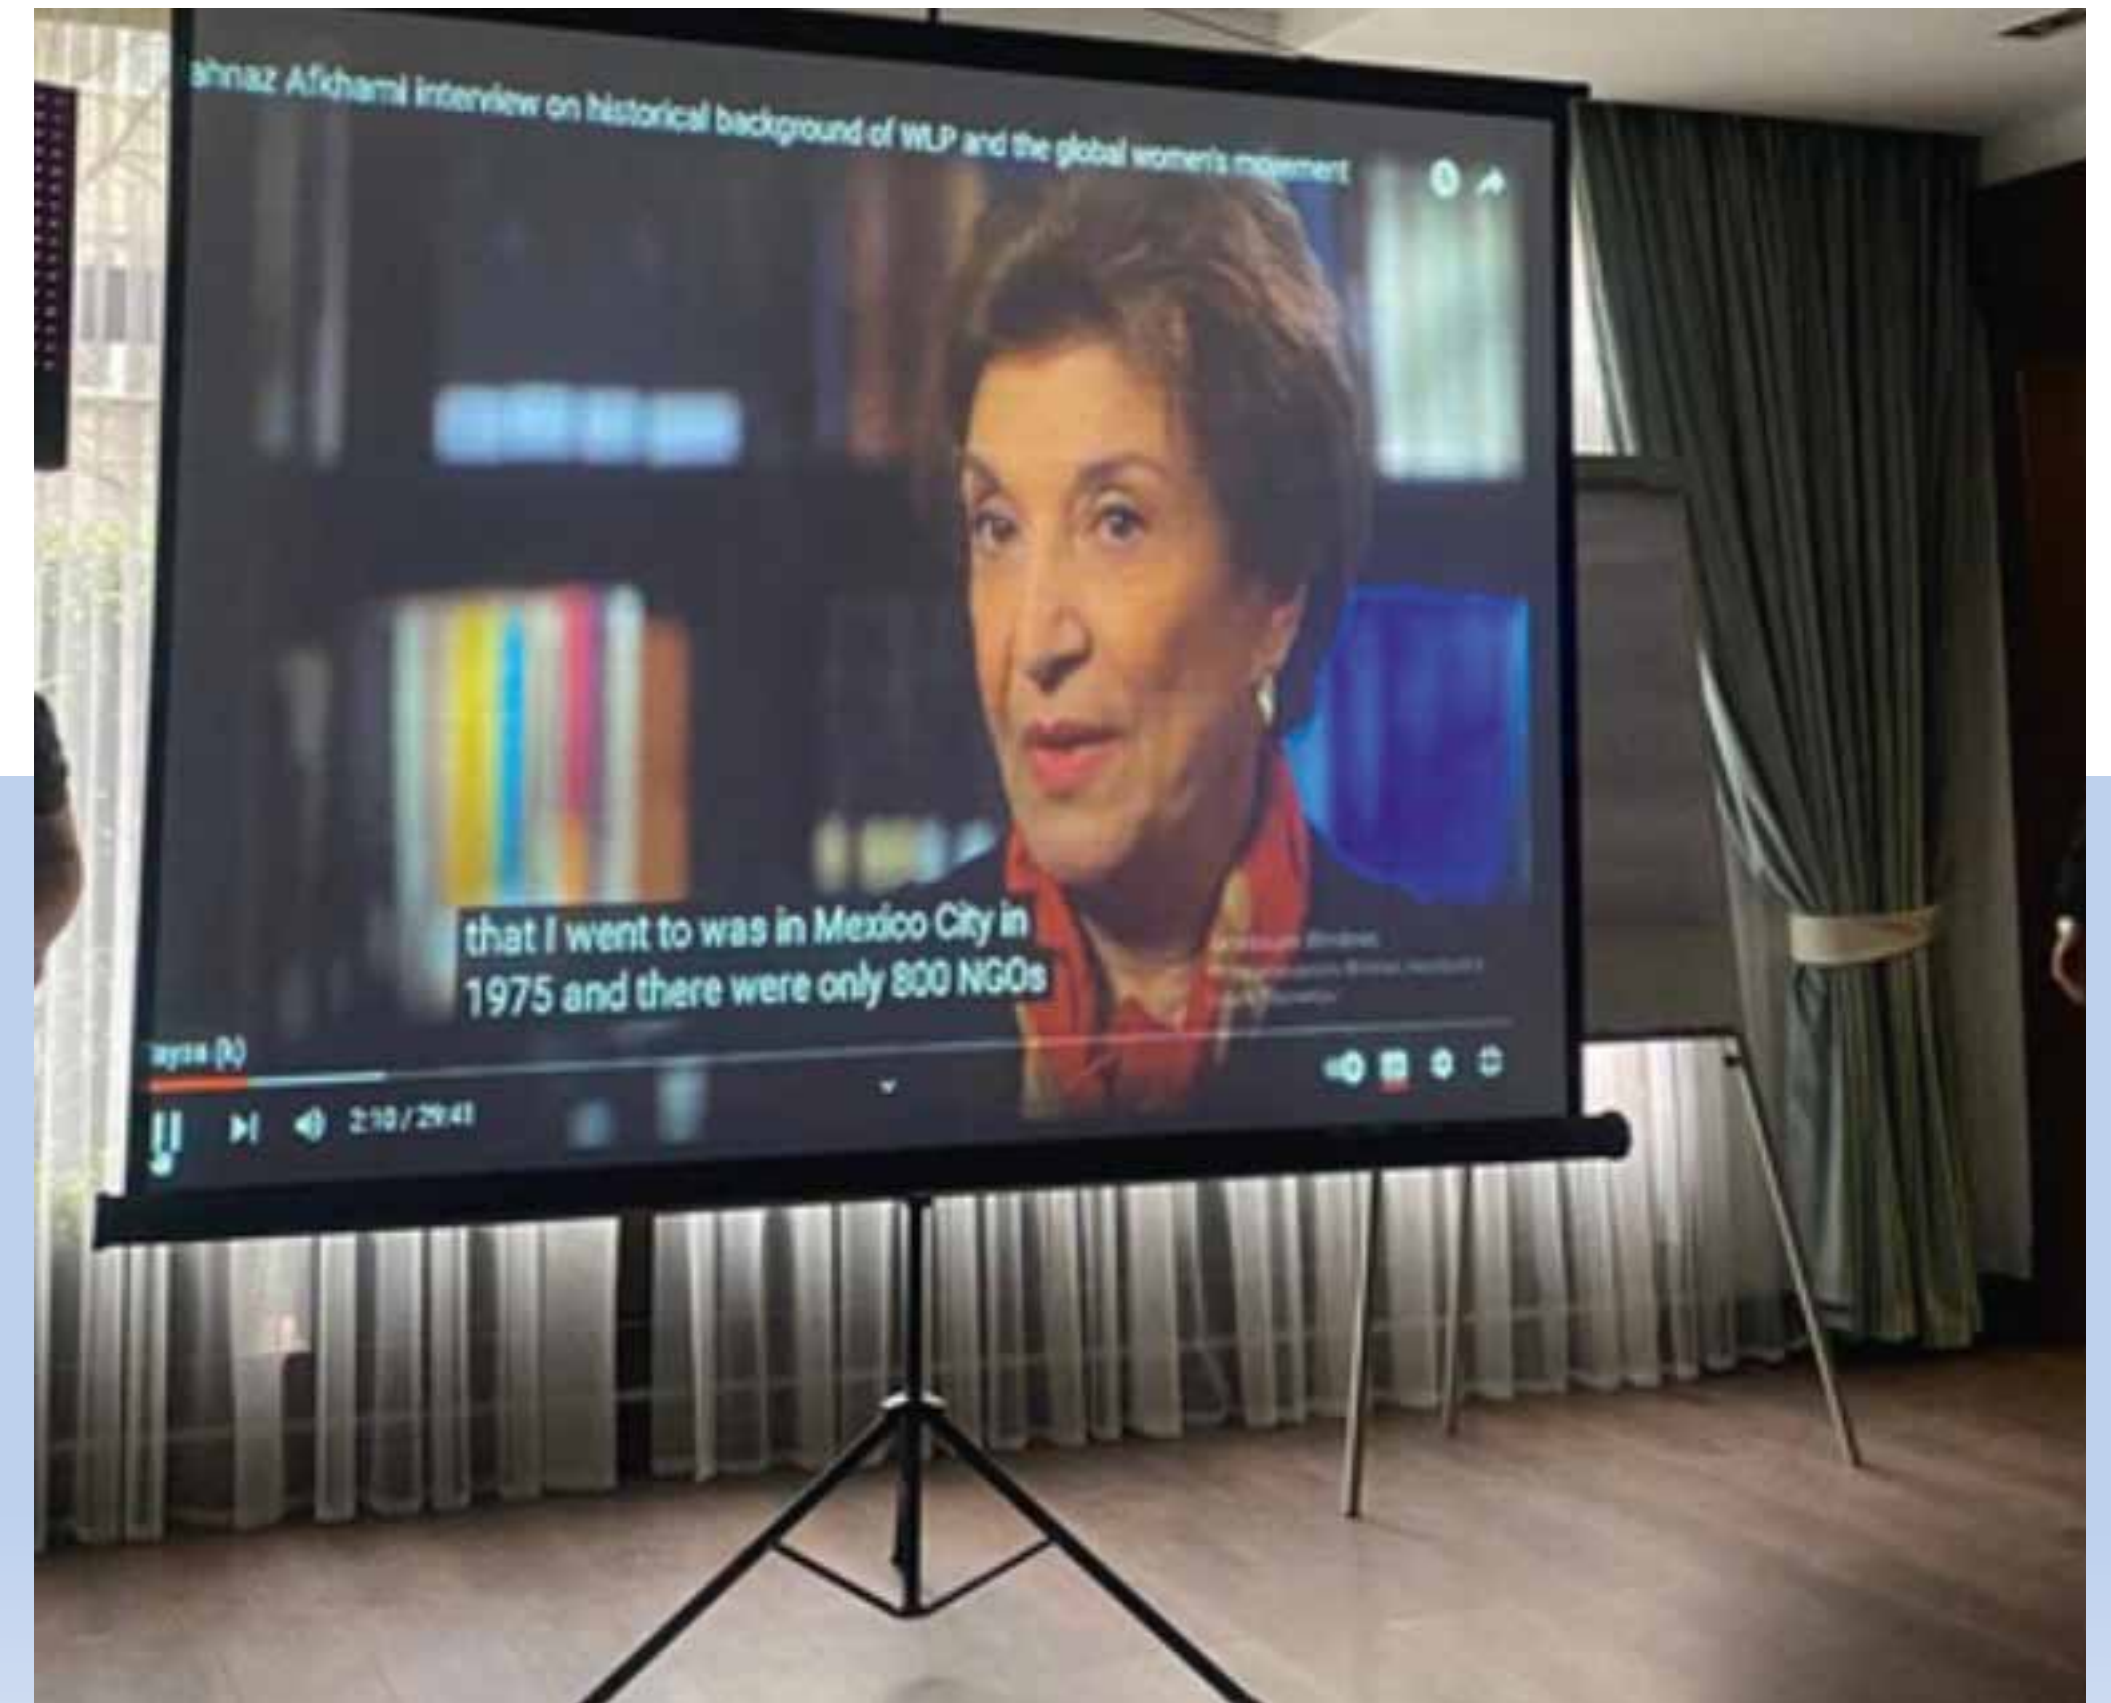 ahnaz Afkhami interview on historical background of WLP and the global women's movement
that I went to was in Mexico City in
1975 and there were only 800 NGOs
(k)
2:10 / 29:41